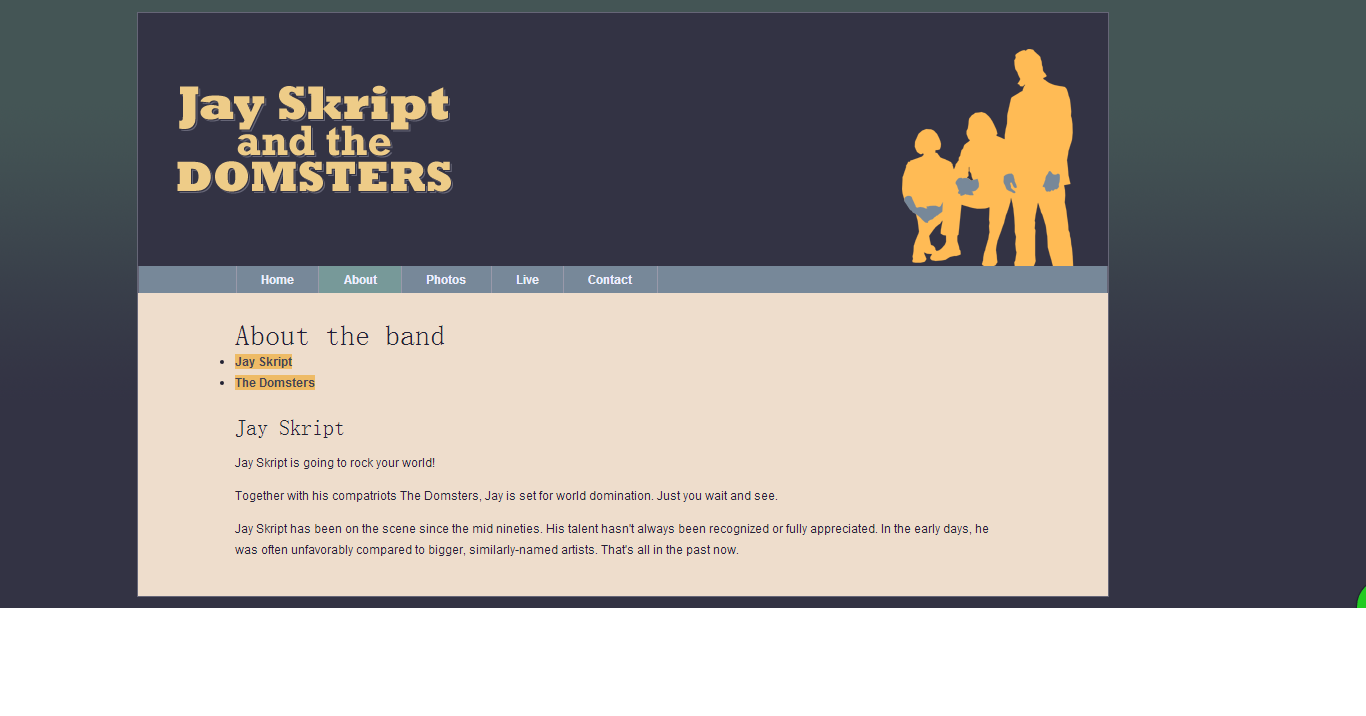 Jay Skript
and the
DOMSTERS
Home About Photos Live Contact
About the band
Jay Skript
The Domsters
Jay Skript
Jay Skript is going to rock your world!
Together with his compatriots The Domsters, Jay is set for world domination. Just you wait and see.
Jay Skript has been on the scene since the mid nineties. His talent hasn't always been recognized or fully appreciated. In the early days, he
was often unfavorably compared to bigger, similarly-named artists. That's all in the past now.